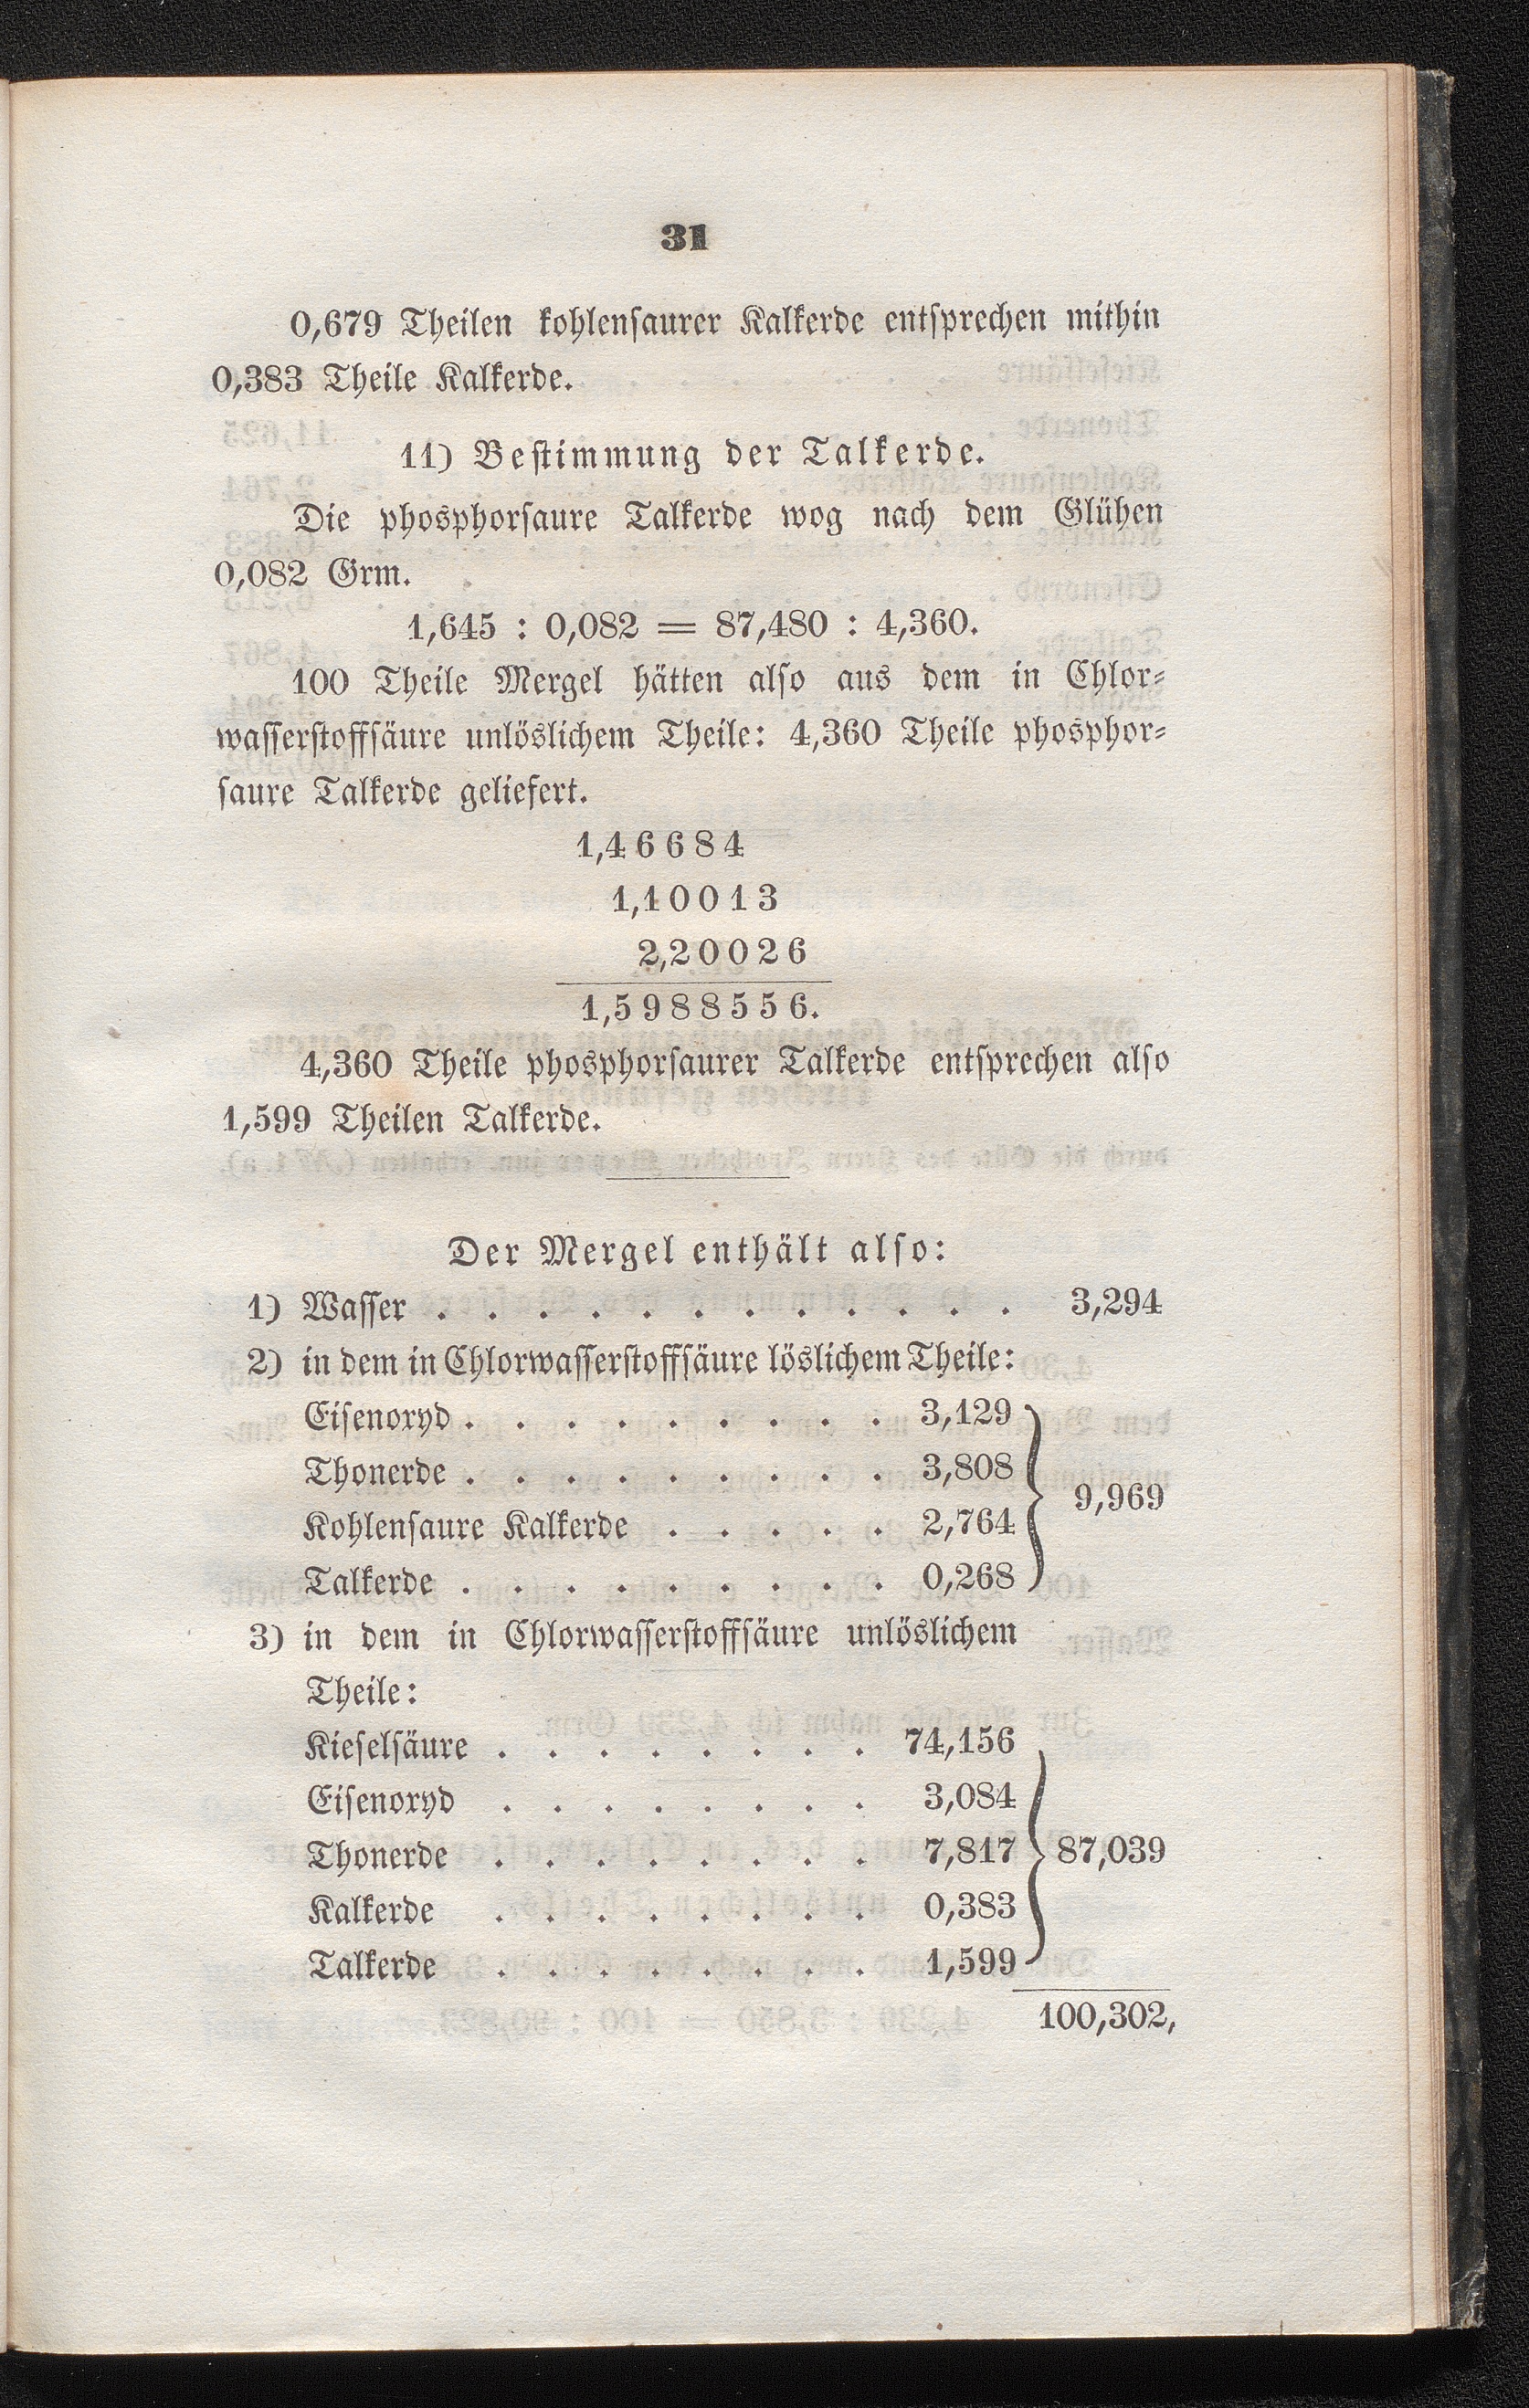 31
0,679 Theilen kohlensaurer Kalkerde entsprechen mithin
0,383 Theile Kalkerde.
11) Bestimmung der Talkerde.
Die phosphorsaure Talkerde wog nach dem Glühen
0,082 Grm.
1,645 : 0,082 = 87,480 : 4,360.
100 Theile Mergel hätten also aus dem in Chlor-
wasserstoffsäure unlöslichem Theile: 4,360 Theile phosphor-
saure Talkerde geliefert.
1,46684
1,10013
2,20026
1,5988556.
4,360 Theile phosphorsaurer Talkerde entsprechen also
1,599 Theilen Talkerde.
Der Mergel enthält also:
1) Wasser . . . . . . . . . . . . 3,294
2) in dem in Chlorwasserstoffsäure löslichem Theile:
Eisenoxyd . . . . . . . . . 3,129
Thonerde . . . . . . . . . 3,808
9,969
Kohlensaure Kalkerde . . . . . 2,764
Talkerde . . . . . . . . . 0,268
3) in dem in Chlorwasserstoffsäure unlöslichem
Theile:
Kieselsäure . . . . . . . . 74,156
Eisenoxyd . . . . . . . . 3,084
Thonerde . . . . . . . . 7,817 } 87,039
Kalkerde . . . . . . . . 0,383
Talkerde . . . . . . . . 1,599
100,302,